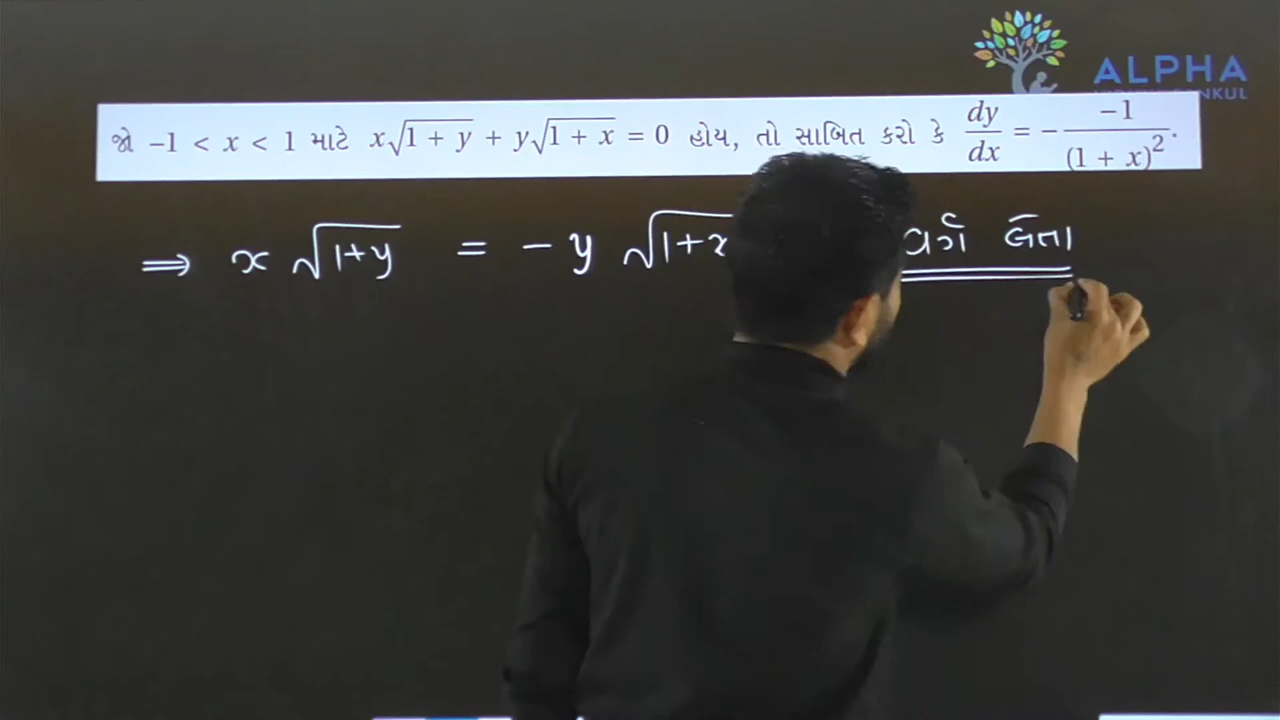 ALPHA
જો −1 < x < 1 માટે x√(1 + y) + y√(1 + x) = 0 હોય, તો સાબિત કરો કે dy/dx = − −1/(1 + x)².
⇒ x √(1+y) = − y √(1+x વર્ગ લેતા